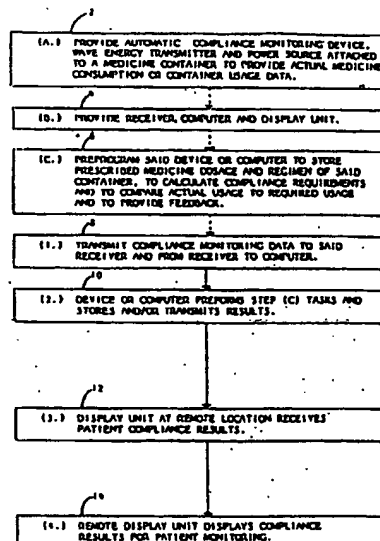 2
(A.) PROVIDE AUTOMATIC COMPLIANCE MONITORING DEVICE,
WAVE ENERGY TRANSMITTER AND POWER SOURCE ATTACHED
TO A MEDICINE CONTAINER TO PROVIDE ACTUAL MEDICINE
CONSUMPTION OR CONTAINER USAGE DATA.
(B.) PROVIDE RECEIVER, COMPUTER AND DISPLAY UNIT.
(C.) PREPROGRAM SAID DEVICE OR COMPUTER TO STORE
PRESCRIBED MEDICINE DOSAGE AND REGIMEN OF SAID
CONTAINER, TO CALCULATE COMPLIANCE REQUIREMENTS
AND TO COMPARE ACTUAL USAGE TO REQUIRED USAGE
AND TO PROVIDE FEEDBACK.
8
(1.) TRANSMIT COMPLIANCE MONITORING DATA TO SAID
RECEIVER AND FROM RECEIVER TO COMPUTER.
10
(2.) DEVICE OR COMPUTER PREFORMS STEP (C) TASKS AND
STORES AND/OR TRANSMITS RESULTS.
12
(3.) DISPLAY UNIT AT REMOTE LOCATION RECEIVES
PATIENT COMPLIANCE RESULTS.
14
(4.) REMOTE DISPLAY UNIT DISPLAYS COMPLIANCE
RESULTS FOR PATIENT MONITORING.